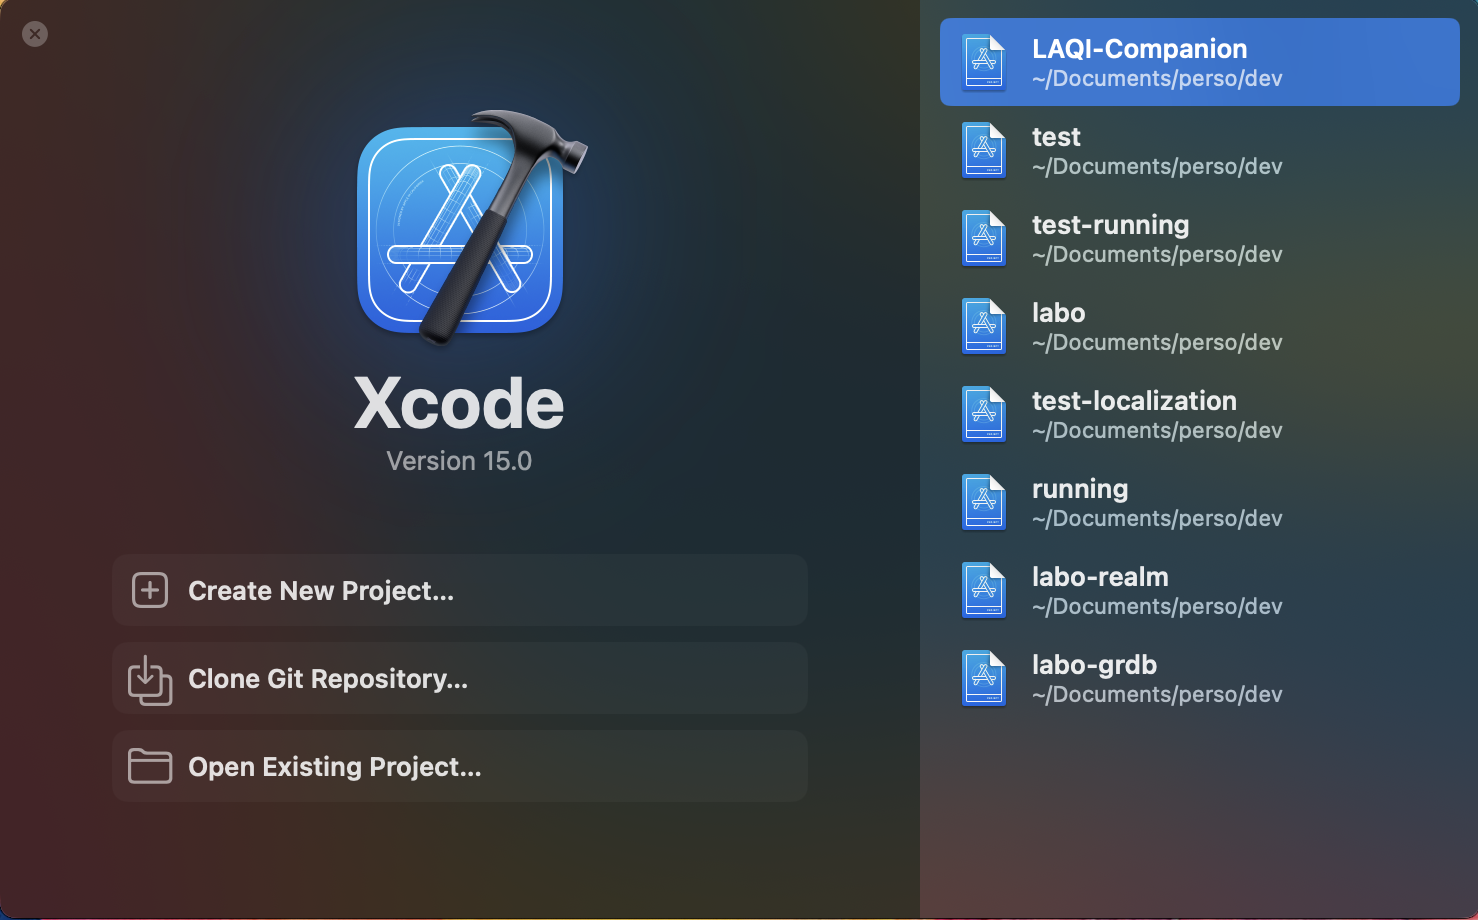 Xcode
Version 15.0
Create New Project...
Clone Git Repository...
Open Existing Project...
LAQI-Companion
~/Documents/perso/dev
test
~/Documents/perso/dev
test-running
~/Documents/perso/dev
labo
~/Documents/perso/dev
test-localization
~/Documents/perso/dev
running
~/Documents/perso/dev
labo-realm
~/Documents/perso/dev
labo-grdb
~/Documents/perso/dev